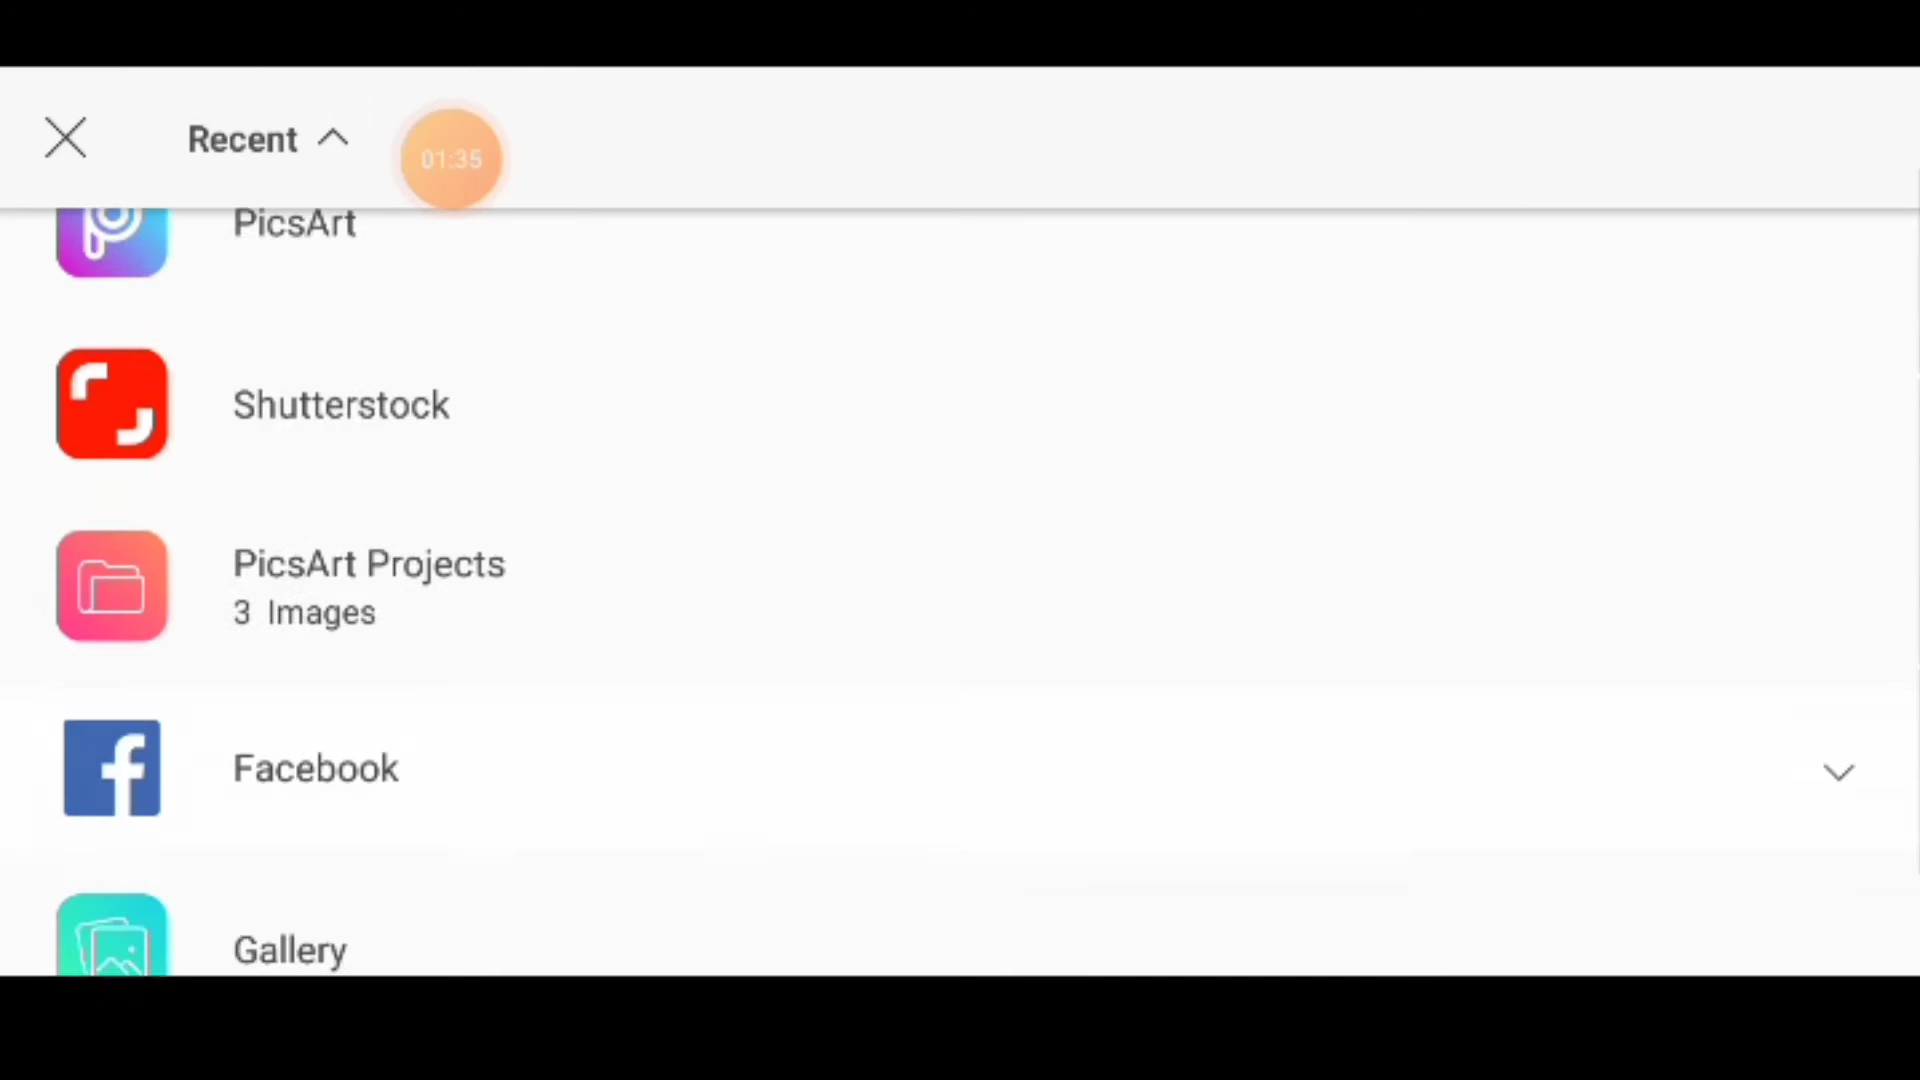 Recent
01:35
PicsArt
Shutterstock
PicsArt Projects
3 Images
Facebook
Gallery